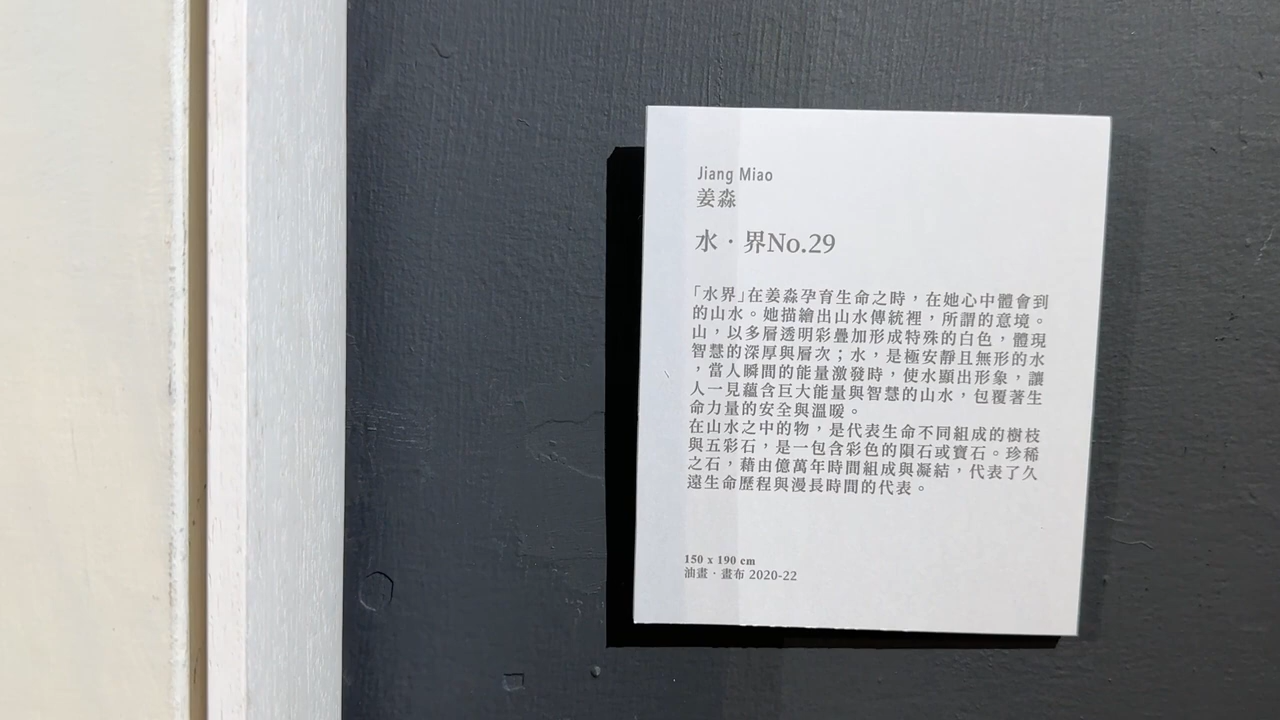 Jiang Miao
姜淼
水·界No.29
「水界」在姜淼孕育生命之時，在她心中體會到
的山水。她描繪出山水傳統裡，所謂的意境。
山，以多層透明彩疊加形成特殊的白色，體現
智慧的深厚與層次；水，是極安靜且無形的水
，當人瞬間的能量激發時，使水顯出形象，讓
人一見蘊含巨大能量與智慧的山水，包覆著生
命力量的安全與溫暖。
在山水之中的物，是代表生命不同組成的樹枝
與五彩石，是一包含彩色的隕石或寶石。珍稀
之石，藉由億萬年時間組成與凝結，代表了久
遠生命歷程與漫長時間的代表。
150 x 190 cm
油畫·畫布 2020-22